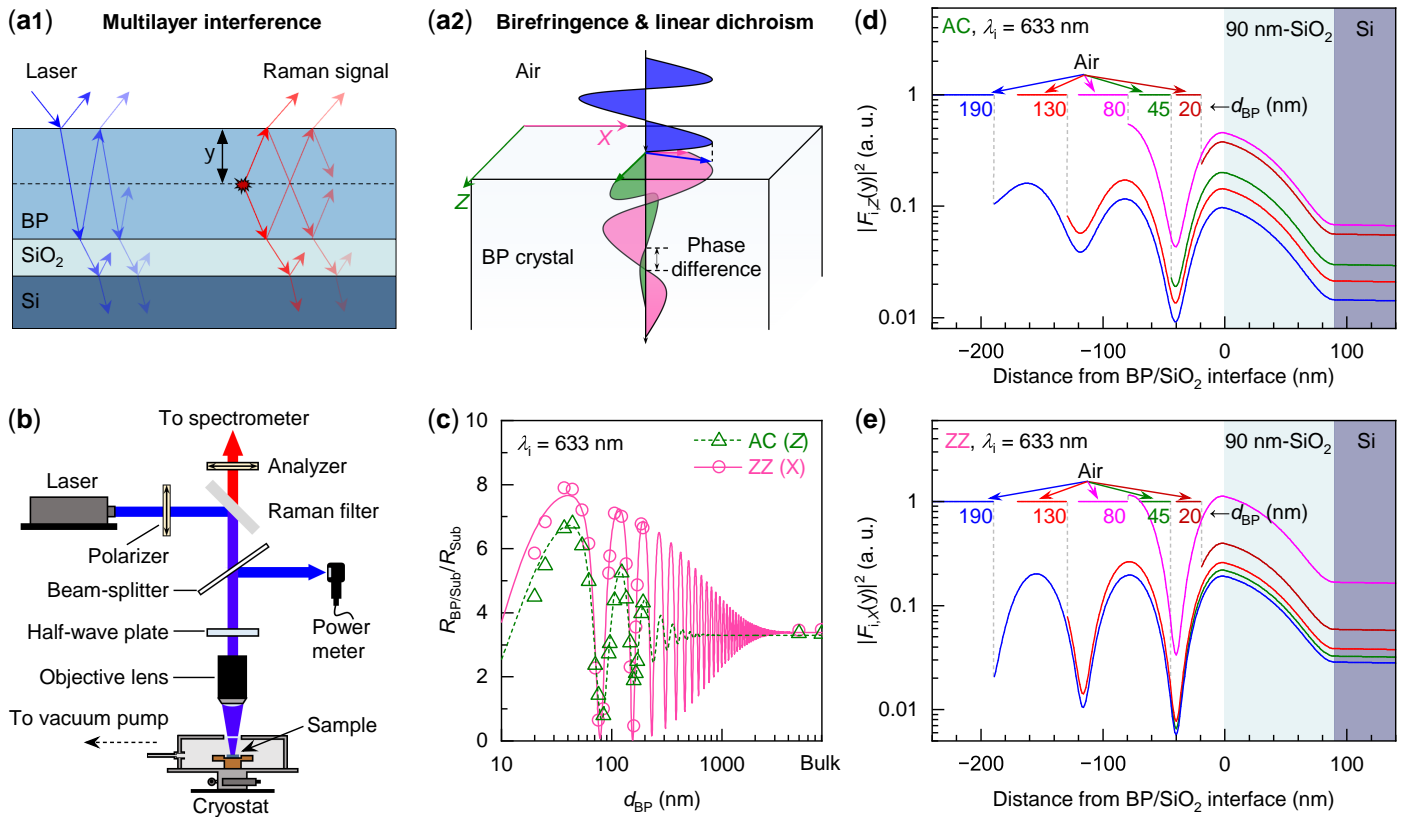 (a1) Multilayer interference
Laser
Raman signal
y
BP
SiO2
Si
(a2) Birefringence & linear dichroism
Air
X
Z
BP crystal
Phase
difference
(b)
To spectrometer
Analyzer
Laser
Raman filter
Polarizer
Beam-splitter
Power
meter
Half-wave plate
Objective lens
To vacuum pump
Sample
Cryostat
(c)
λi = 633 nm
AC (Z)
ZZ (X)
RBP/Sub/RSub
10
8
6
4
2
0
10 100 1000 Bulk
dBP (nm)
(d)
AC, λi = 633 nm
90 nm-SiO2
Si
Air
190 130 80 45 20 ←dBP (nm)
|Fi,Z(y)|² (a. u.)
1
0.1
0.01
−200 −100 0 100
Distance from BP/SiO2 interface (nm)
(e)
ZZ, λi = 633 nm
90 nm-SiO2
Si
Air
190 130 80 45 20 ←dBP (nm)
|Fi,X(y)|² (a. u.)
1
0.1
0.01
−200 −100 0 100
Distance from BP/SiO2 interface (nm)